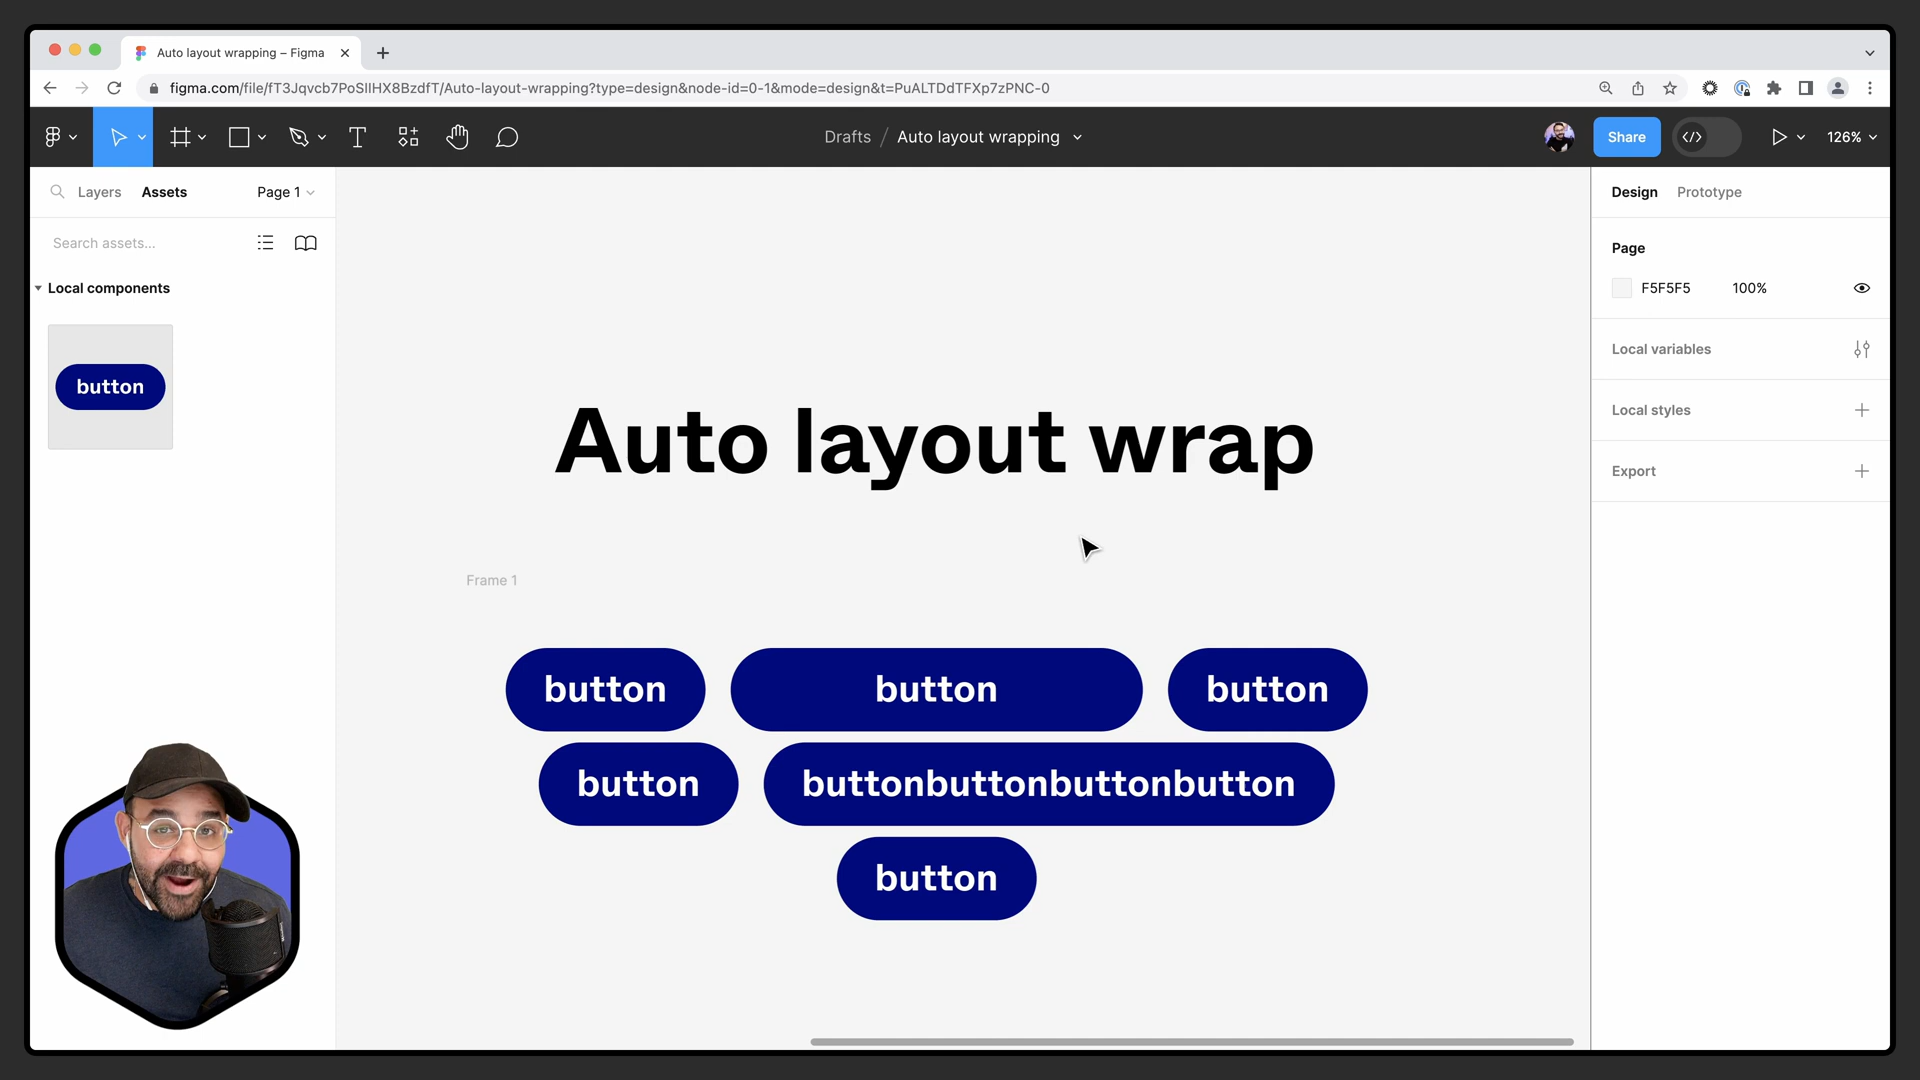 Auto layout wrapping – Figma
figma.com/file/fT3Jqvcb7PoSlIHX8BzdfT/Auto-layout-wrapping?type=design&node-id=0-1&mode=design&t=PuALTDdTFXp7zPNC-0
Drafts / Auto layout wrapping
Share
</>
126%
Layers Assets Page 1
Search assets...
Local components
button
Auto layout wrap
Frame 1
button button button
button buttonbuttonbuttonbutton
button
Design Prototype
Page
F5F5F5 100%
Local variables
Local styles
Export